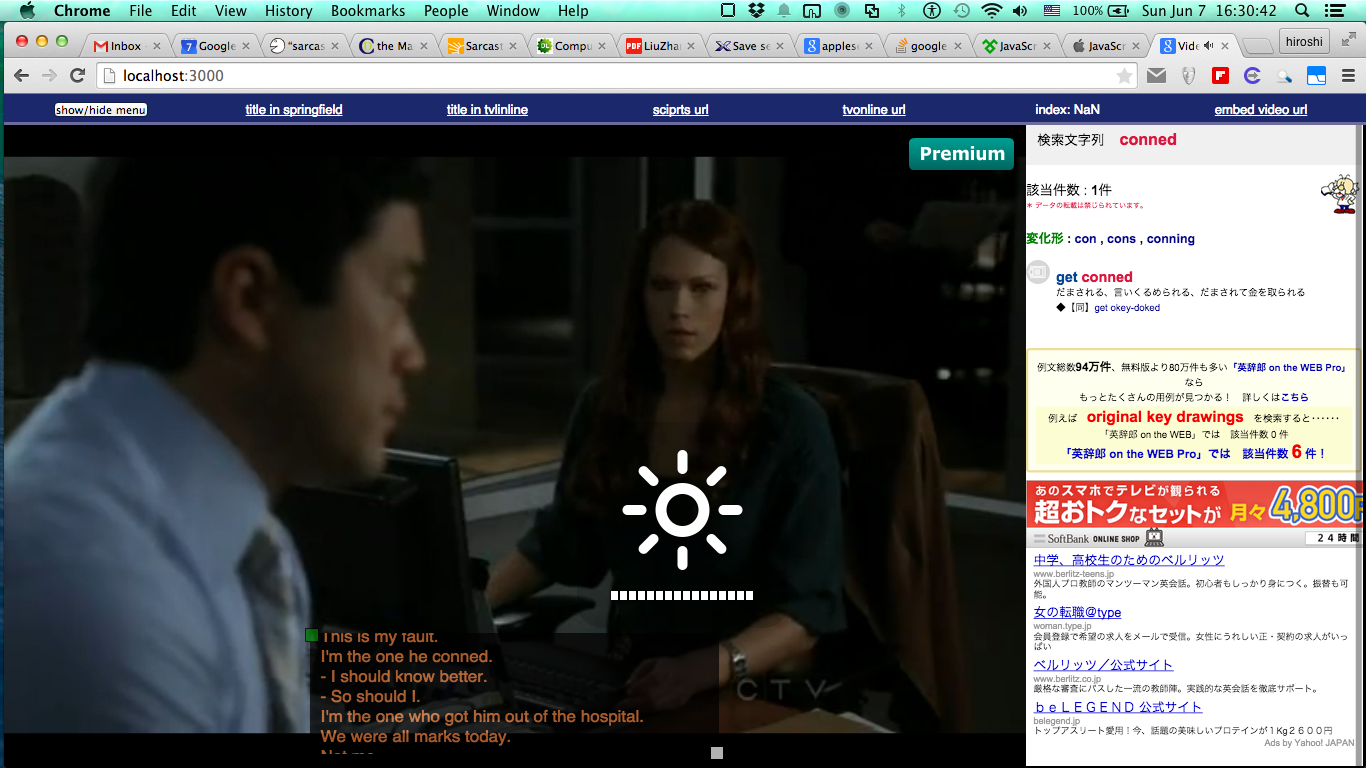 Chrome File Edit View History Bookmarks People Window Help 100% Sun Jun 7 16:30:42
Inbox Google "sarcas the Ma Sarcast Compu LiuZhan Save se applesc google JavaScr JavaScr Vide hiroshi
localhost:3000
show/hide menu title in springfield title in tvlinline sciprts url tvonline url index: NaN embed video url
Premium
CTV
This is my fault.
I'm the one he conned.
- I should know better.
- So should I.
I'm the one who got him out of the hospital.
We were all marks today.
Not me
検索文字列 conned
該当件数 : 1件
＊ データの転載は禁じられています。
変化形 : con , cons , conning
get conned
だまされる、言いくるめられる、だまされて金を取られる
◆【同】get okey-doked
例文総数94万件、無料版より80万件も多い「英辞郎 on the WEB Pro」
なら
もっとたくさんの用例が見つかる！ 詳しくはこちら
例えば original key drawings を検索すると‥‥‥
「英辞郎 on the WEB」では 該当件数 0 件
「英辞郎 on the WEB Pro」では 該当件数 6 件！
あのスマホでテレビが観られる
超おトクなセットが 月々4,800円
SoftBank ONLINE SHOP 24時間
中学、高校生のためのベルリッツ
www.berlitz-teens.jp
外国人プロ教師のマンツーマン英会話。初心者もしっかり身につく。振替も可
能。
女の転職@type
woman.type.jp
会員登録で希望の求人をメールで受信。女性にうれしい正・契約の求人がいっ
ぱい
ベルリッツ／公式サイト
www.berlitz.co.jp
厳格な審査にパスした一流の教師陣。実践的な英会話を徹底サポート。
ｂｅＬＥＧＥＮＤ 公式サイト
belegend.jp
トップアスリート愛用！今、話題の美味しいプロテインが１Kg２６００円
Ads by Yahoo! JAPAN